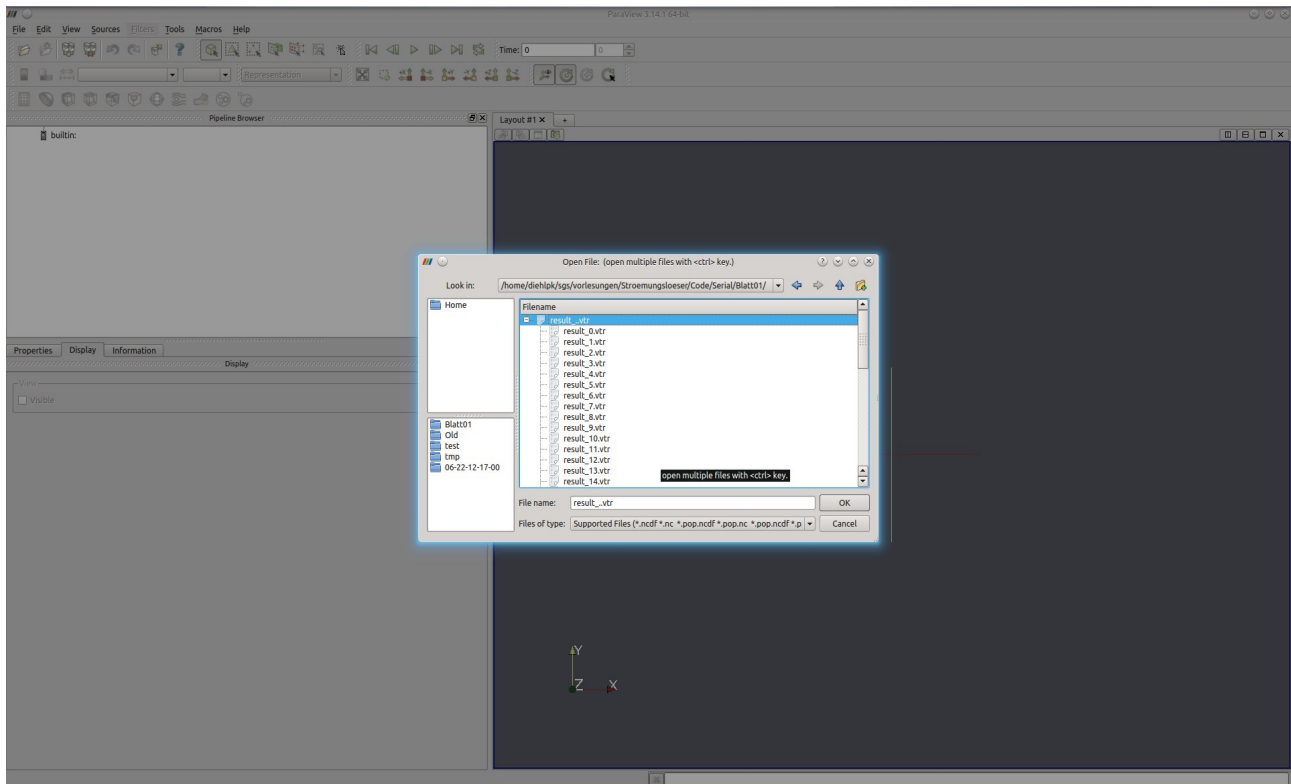 ParaView 3.14.1 64-bit
File Edit View Sources Filters Tools Macros Help
Time: 0 0
Representation
Pipeline Browser
builtin:
Layout #1
Properties Display Information
Display
View
Visible
Open File: (open multiple files with <ctrl> key.)
Look in: /home/diehlpk/sgs/vorlesungen/Stroemungsloeser/Code/Serial/Blatt01/
Home
Filename
result_..vtr
result_0.vtr
result_1.vtr
result_2.vtr
result_3.vtr
result_4.vtr
result_5.vtr
result_6.vtr
result_7.vtr
result_8.vtr
result_9.vtr
result_10.vtr
result_11.vtr
result_12.vtr
result_13.vtr
result_14.vtr
Blatt01
Old
test
tmp
06-22-12-17-00
open multiple files with <ctrl> key.
File name: result_..vtr OK
Files of type: Supported Files (*.ncdf *.nc *.pop.ncdf *.pop.nc *.pop.ncdf *.p Cancel
Y
Z X